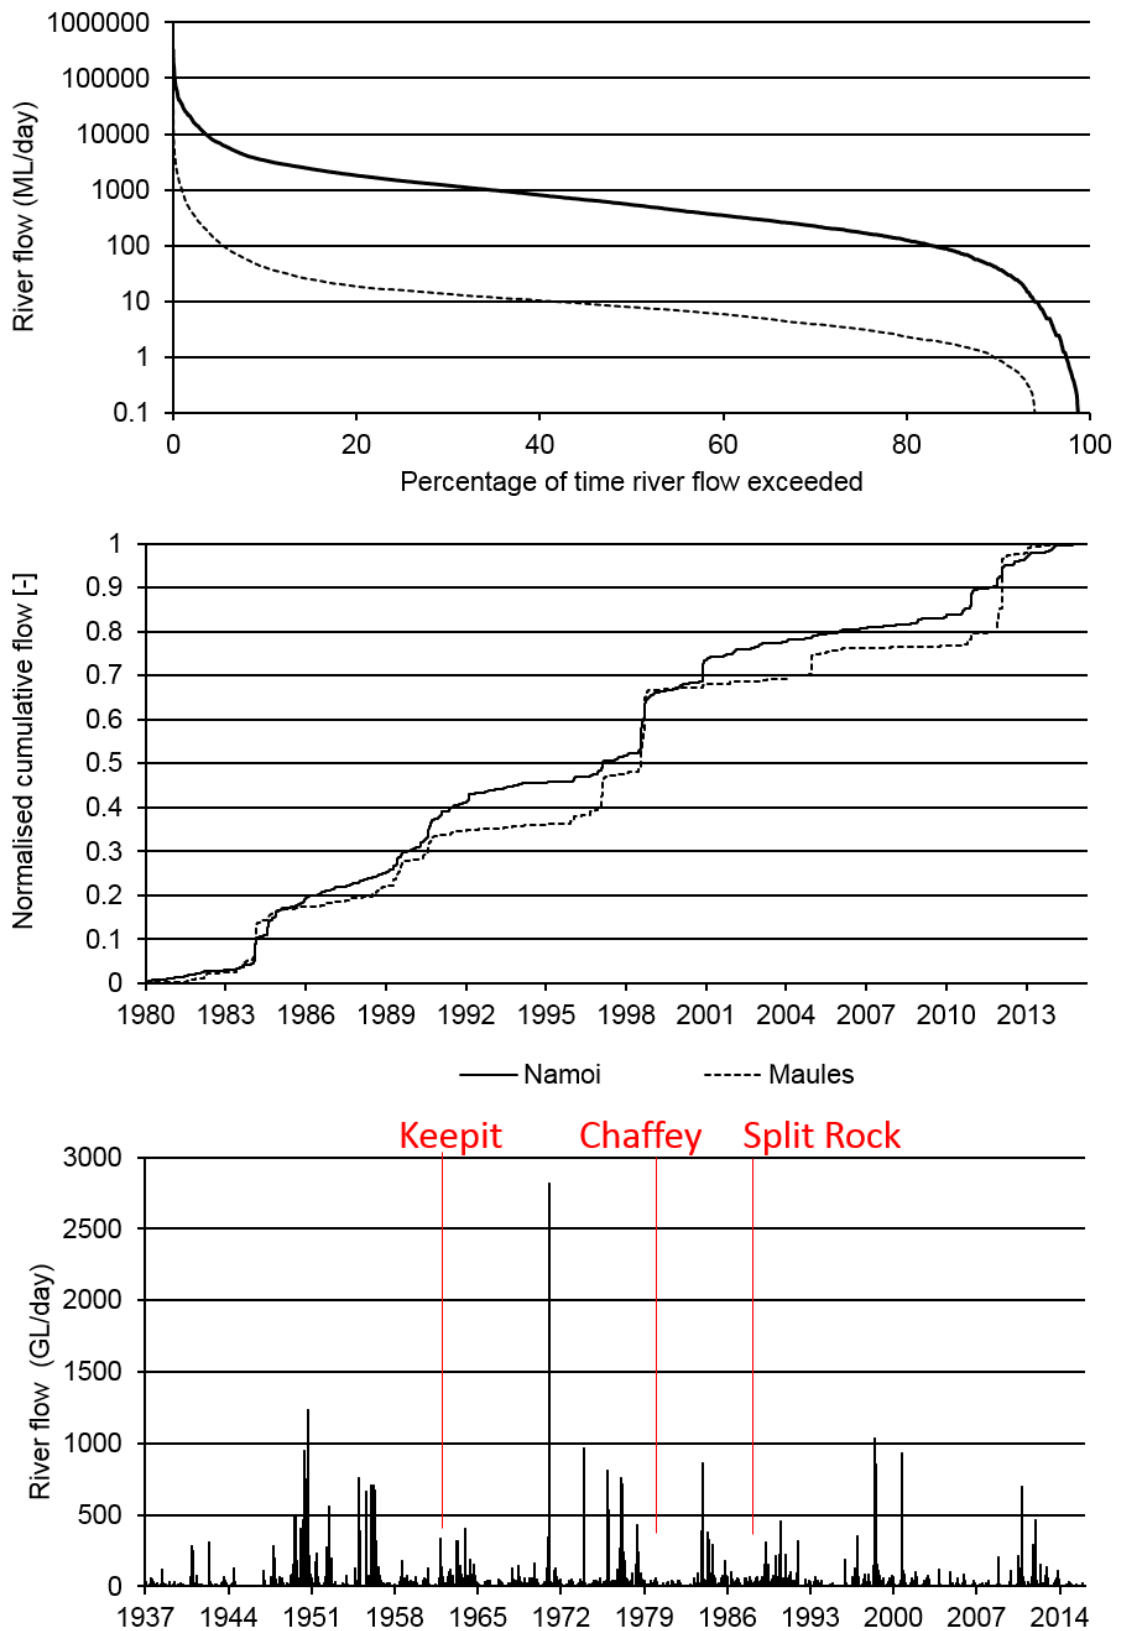 1000000
100000
10000
1000
100
10
1
0.1
River flow (ML/day)
0 20 40 60 80 100
Percentage of time river flow exceeded
1
0.9
0.8
0.7
0.6
0.5
0.4
0.3
0.2
0.1
0
Normalised cumulative flow [-]
1980 1983 1986 1989 1992 1995 1998 2001 2004 2007 2010 2013
Namoi Maules
Keepit Chaffey Split Rock
3000
2500
2000
1500
1000
500
0
River flow (GL/day)
1937 1944 1951 1958 1965 1972 1979 1986 1993 2000 2007 2014